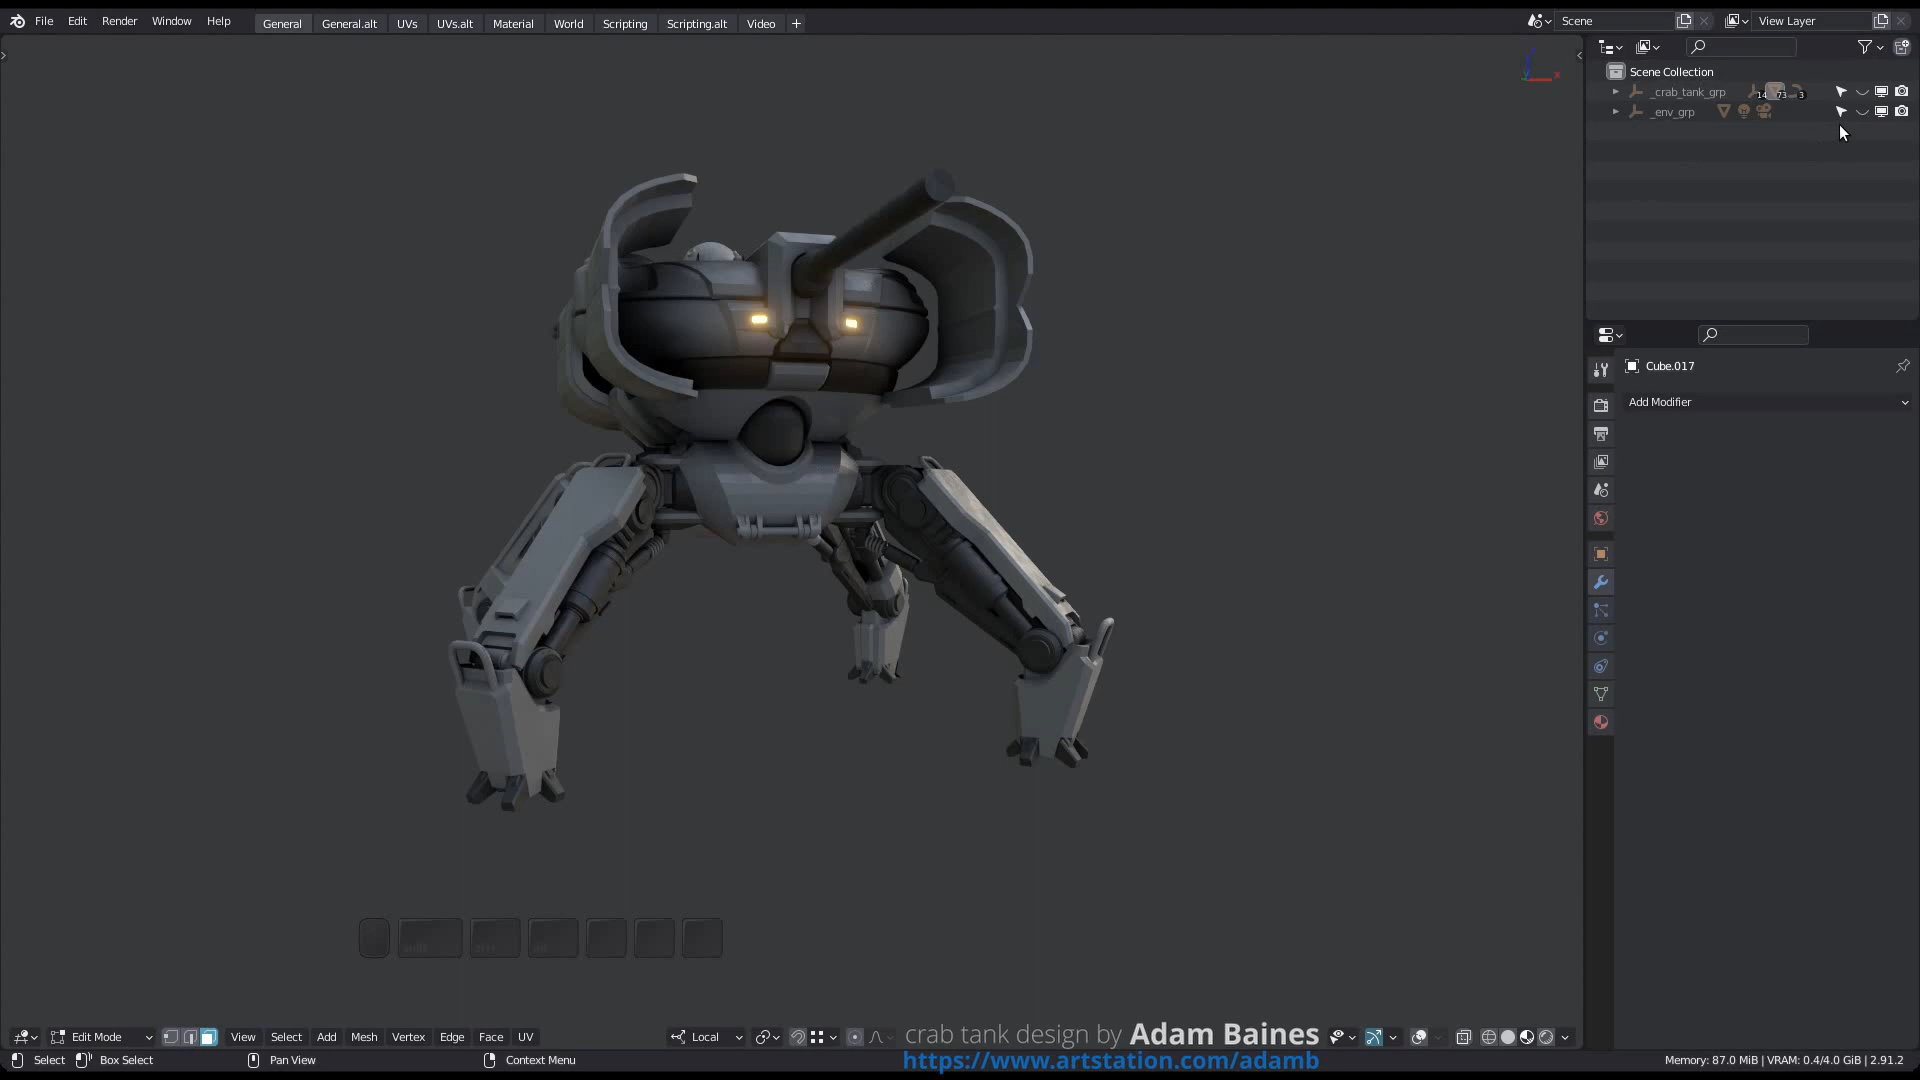 File Edit Render Window Help General General.alt UVs UVs.alt Material World Scripting Scripting.alt Video + Scene View Layer
Scene Collection
_crab_tank_grp 14 73 3
_env_grp
Cube.017
Add Modifier
Edit Mode View Select Add Mesh Vertex Edge Face UV Local crab tank design by Adam Baines
Select Box Select Pan View Context Menu https://www.artstation.com/adamb Memory: 87.0 MiB | VRAM: 0.4/4.0 GiB | 2.91.2